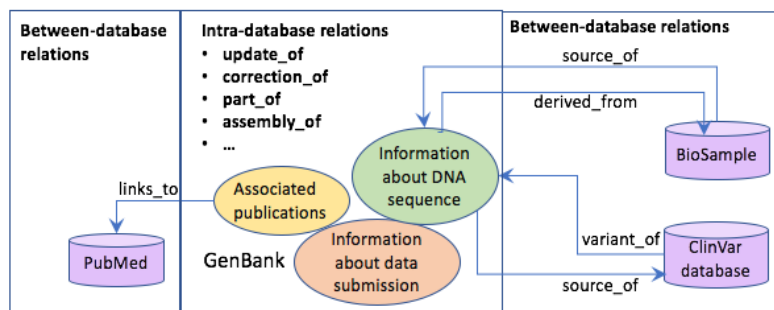 Between-database
relations
Intra-database relations
• update_of
• correction_of
• part_of
• assembly_of
• ...
Between-database relations
source_of
derived_from
BioSample
Information
about DNA
sequence
links_to
Associated
publications
PubMed
GenBank
Information
about data
submission
variant_of
ClinVar
database
source_of